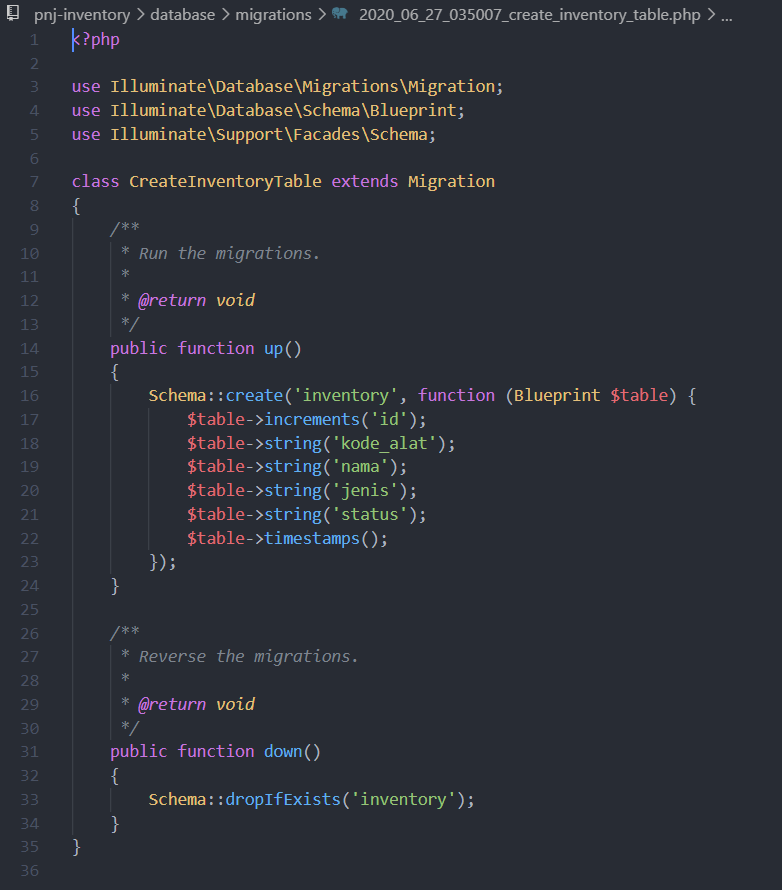 pnj-inventory > database > migrations > 2020_06_27_035007_create_inventory_table.php > ...
1 <?php
2
3 use Illuminate\Database\Migrations\Migration;
4 use Illuminate\Database\Schema\Blueprint;
5 use Illuminate\Support\Facades\Schema;
6
7 class CreateInventoryTable extends Migration
8 {
9     /**
10      * Run the migrations.
11      *
12      * @return void
13      */
14     public function up()
15     {
16         Schema::create('inventory', function (Blueprint $table) {
17             $table->increments('id');
18             $table->string('kode_alat');
19             $table->string('nama');
20             $table->string('jenis');
21             $table->string('status');
22             $table->timestamps();
23         });
24     }
25
26     /**
27      * Reverse the migrations.
28      *
29      * @return void
30      */
31     public function down()
32     {
33         Schema::dropIfExists('inventory');
34     }
35 }
36